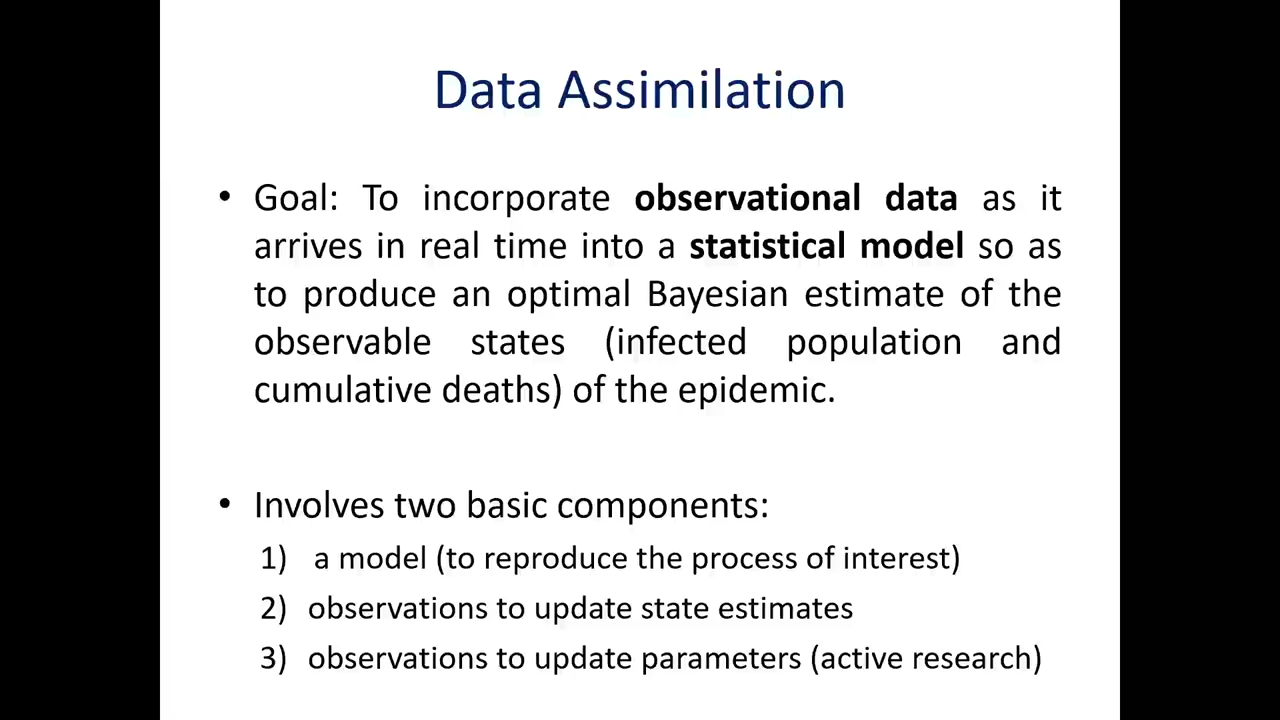 Data Assimilation
• Goal: To incorporate observational data as it
arrives in real time into a statistical model so as
to produce an optimal Bayesian estimate of the
observable states (infected population and
cumulative deaths) of the epidemic.
• Involves two basic components:
1) a model (to reproduce the process of interest)
2) observations to update state estimates
3) observations to update parameters (active research)